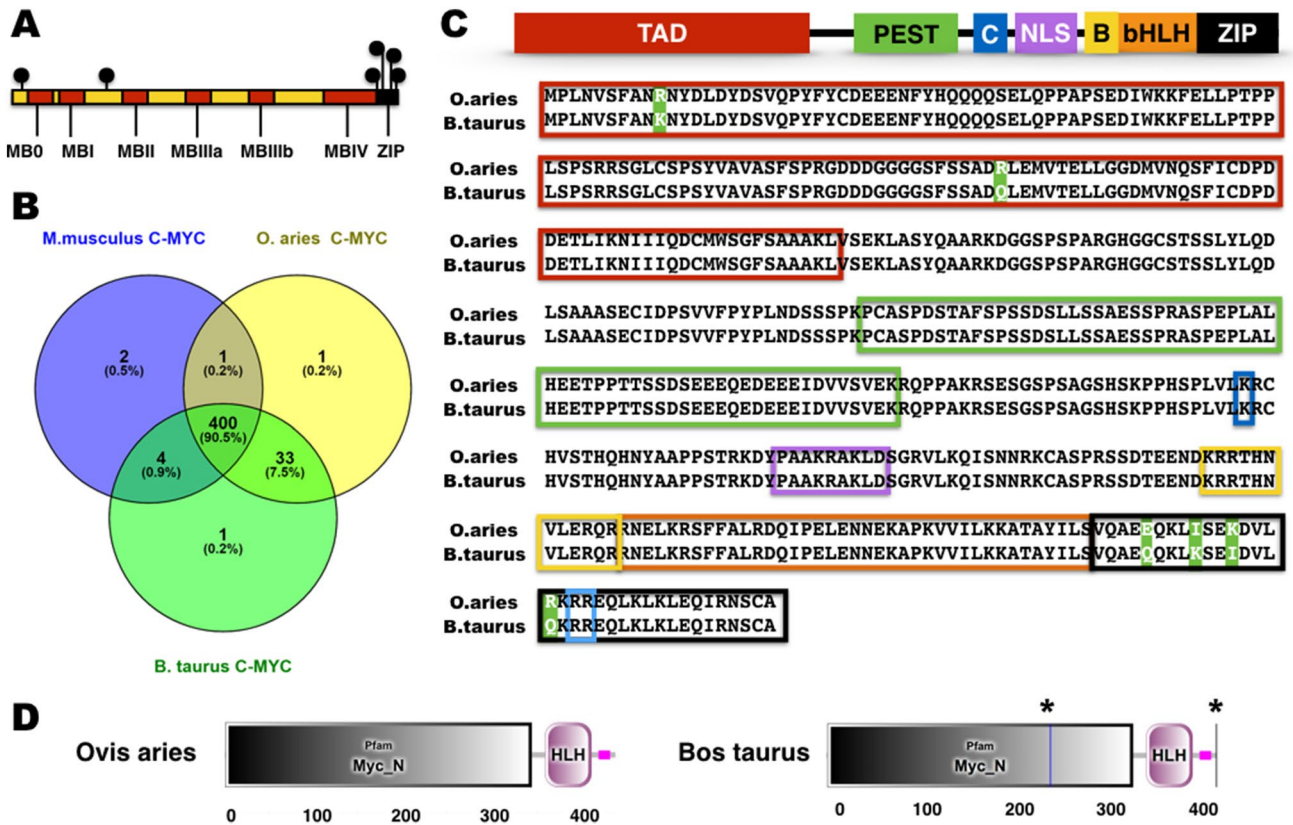 A
MB0 MBI MBII MBIIIa MBIIIb MBIV ZIP
B
M.musculus C-MYC
O. aries C-MYC
2
(0.5%)
1
(0.2%)
1
(0.2%)
400
(90.5%)
4
(0.9%)
33
(7.5%)
1
(0.2%)
B. taurus C-MYC
C
TAD PEST C NLS B bHLH ZIP
O.aries MPLNVSFANRNYDLDYDSVQPYFYCDEEENFYHQQQQSELQPPAPSEDIWKKFELLPTPP
B.taurus MPLNVSFANKNYDLDYDSVQPYFYCDEEENFYHQQQQSELQPPAPSEDIWKKFELLPTPP
O.aries LSPSRRSGLCSPSYVAVASFSPRGDDDGGGGSFSSADRLEMVTELLGGDMVNQSFICDPD
B.taurus LSPSRRSGLCSPSYVAVASFSPRGDDDGGGGSFSSADQLEMVTELLGGDMVNQSFICDPD
O.aries DETLIKNIIIQDCMWSGFSAAAKLVSEKLASYQAARKDGGSPSPARGHGGCSTSSLYLQD
B.taurus DETLIKNIIIQDCMWSGFSAAAKLVSEKLASYQAARKDGGSPSPARGHGGCSTSSLYLQD
O.aries LSAAASECIDPSVVFPYPLNDSSSPKPCASPDSTAFSPSSDSLLSSAESSPRASPEPLAL
B.taurus LSAAASECIDPSVVFPYPLNDSSSPKPCASPDSTAFSPSSDSLLSSAESSPRASPEPLAL
O.aries HEETPPTTSSDSEEEQEDEEEIDVVSVEKRQPPAKRSESGSPSAGSHSKPPHSPLVLKRC
B.taurus HEETPPTTSSDSEEEQEDEEEIDVVSVEKRQPPAKRSESGSPSAGSHSKPPHSPLVLKRC
O.aries HVSTHQHNYAAPPSTRKDYPAAKRAKLDSGRVLKQISNNRKCASPRSSDTEENDKRRTHN
B.taurus HVSTHQHNYAAPPSTRKDYPAAKRAKLDSGRVLKQISNNRKCASPRSSDTEENDKRRTHN
O.aries VLERQRRNELKRSFFALRDQIPELENNEKAPKVVILKKATAYILSVQAEEQKLISEKDVL
B.taurus VLERQRRNELKRSFFALRDQIPELENNEKAPKVVILKKATAYILSVQAEQQKLKSEIDVL
O.aries RKRREQLKLKLEQIRNSCA
B.taurus QKRREQLKLKLEQIRNSCA
D
Ovis aries
Pfam
Myc_N
HLH
0 100 200 300 400
Bos taurus
* *
Pfam
Myc_N
HLH
0 100 200 300 400